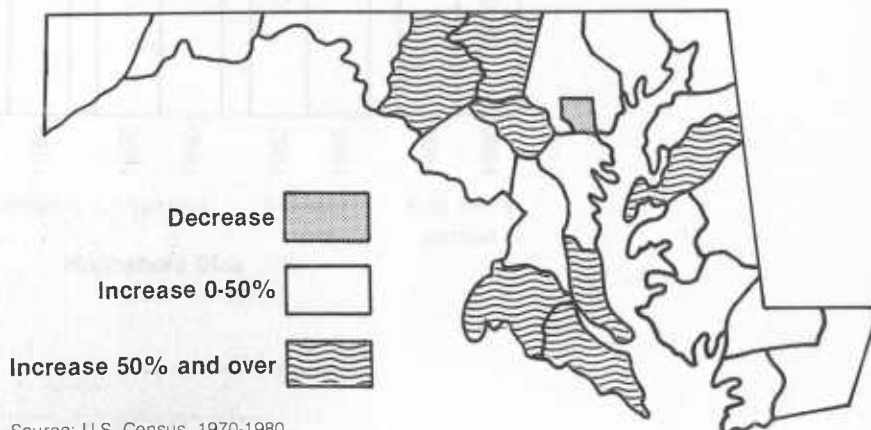 Decrease
Increase 0-50%
Increase 50% and over
Source: U.S. Census, 1970-1980